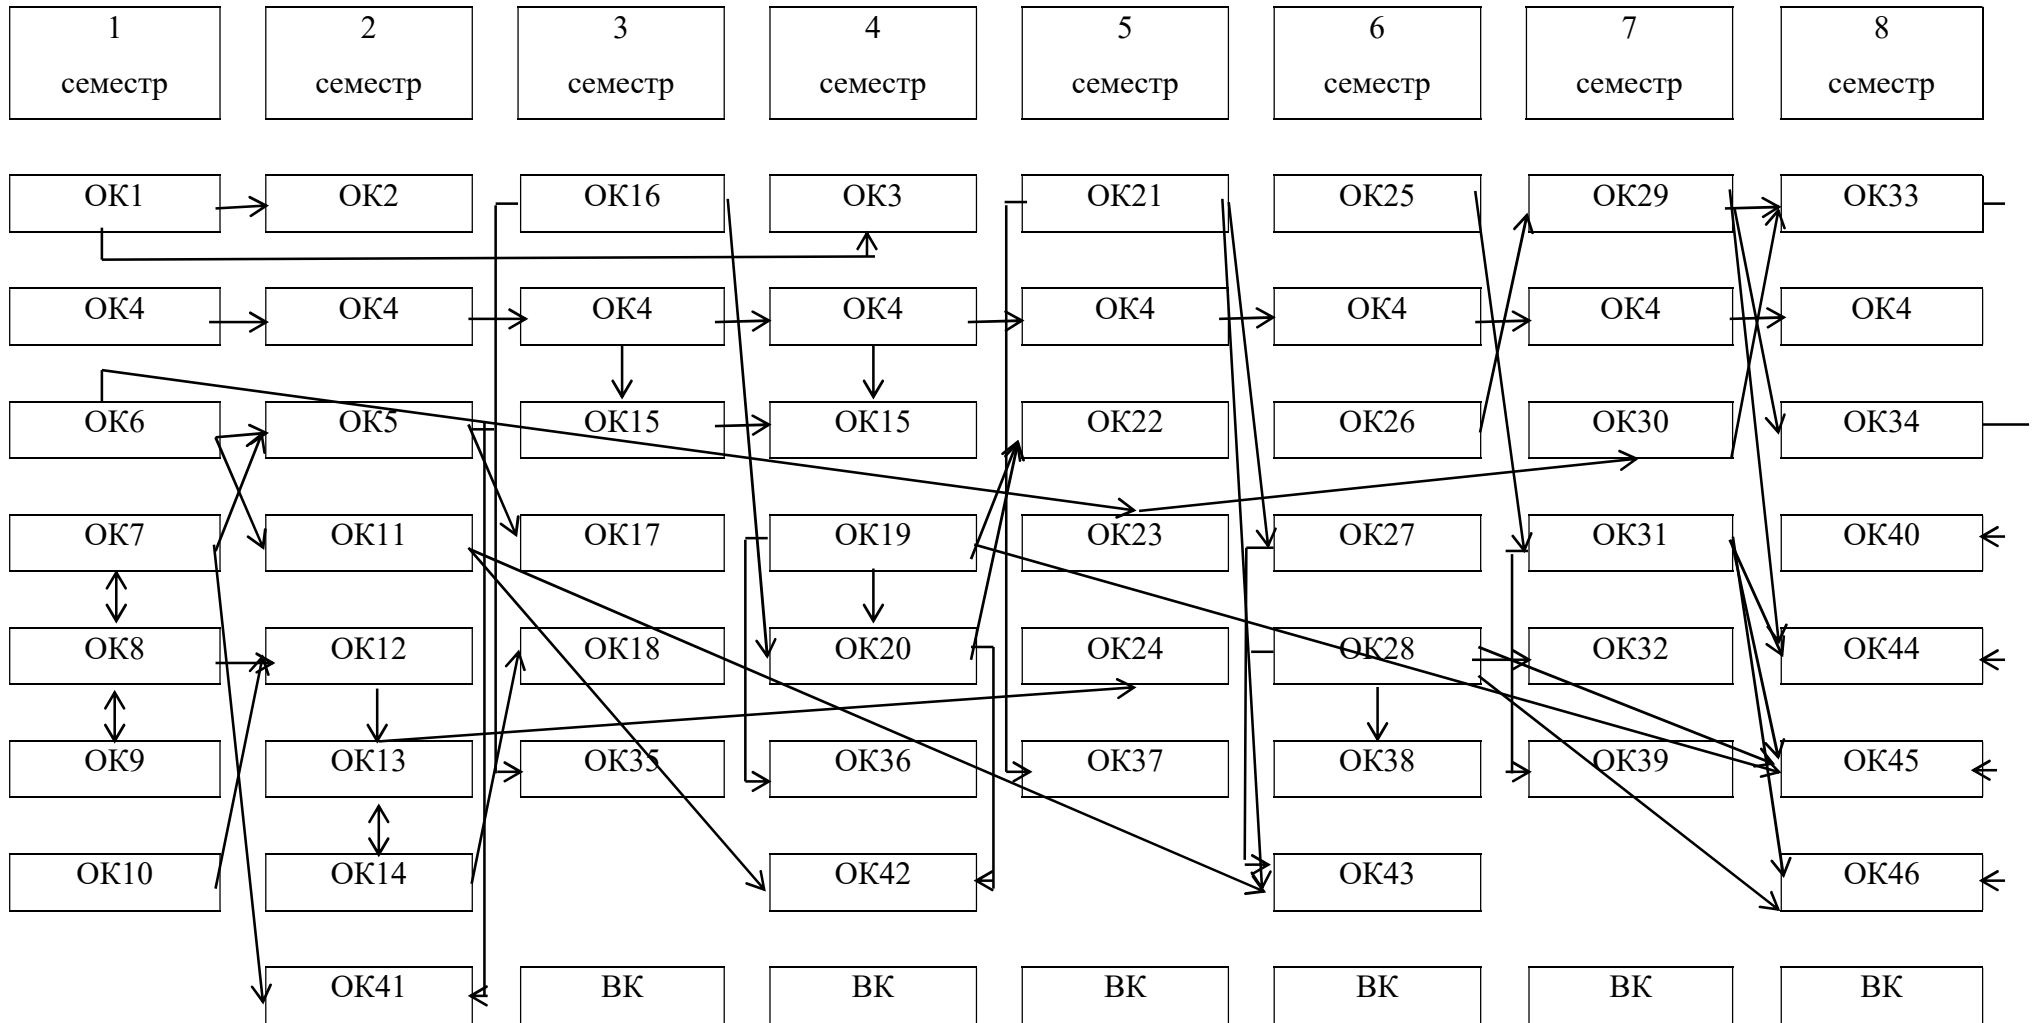 1 2 3 4 5 6 7 8
семестр семестр семестр семестр семестр семестр семестр семестр
ОК1 ОК2 ОК16 ОК3 ОК21 ОК25 ОК29 ОК33
ОК4 ОК4 ОК4 ОК4 ОК4 ОК4 ОК4 ОК4
ОК6 ОК5 ОК15 ОК15 ОК22 ОК26 ОК30 ОК34
ОК7 ОК11 ОК17 ОК19 ОК23 ОК27 ОК31 ОК40
ОК8 ОК12 ОК18 ОК20 ОК24 ОК28 ОК32 ОК44
ОК9 ОК13 ОК35 ОК36 ОК37 ОК38 ОК39 ОК45
ОК10 ОК14 ОК42 ОК43 ОК46
ОК41 ВК ВК ВК ВК ВК ВК